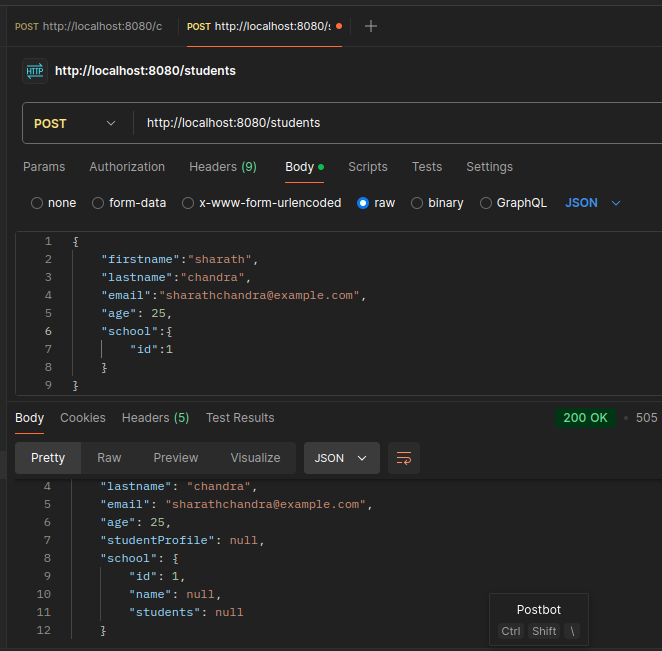 POST http://localhost:8080/c POST http://localhost:8080/s +
HTTP http://localhost:8080/students
POST http://localhost:8080/students
Params Authorization Headers (9) Body Scripts Tests Settings
none form-data x-www-form-urlencoded raw binary GraphQL JSON
1 {
2 "firstname":"sharath",
3 "lastname":"chandra",
4 "email":"sharathchandra@example.com",
5 "age": 25,
6 "school":{
7 "id":1
8 }
9 }
Body Cookies Headers (5) Test Results 200 OK • 505
Pretty Raw Preview Visualize JSON
4 "lastname": "chandra",
5 "email": "sharathchandra@example.com",
6 "age": 25,
7 "studentProfile": null,
8 "school": {
9 "id": 1,
10 "name": null,
11 "students": null
12 }
Postbot
Ctrl Shift \